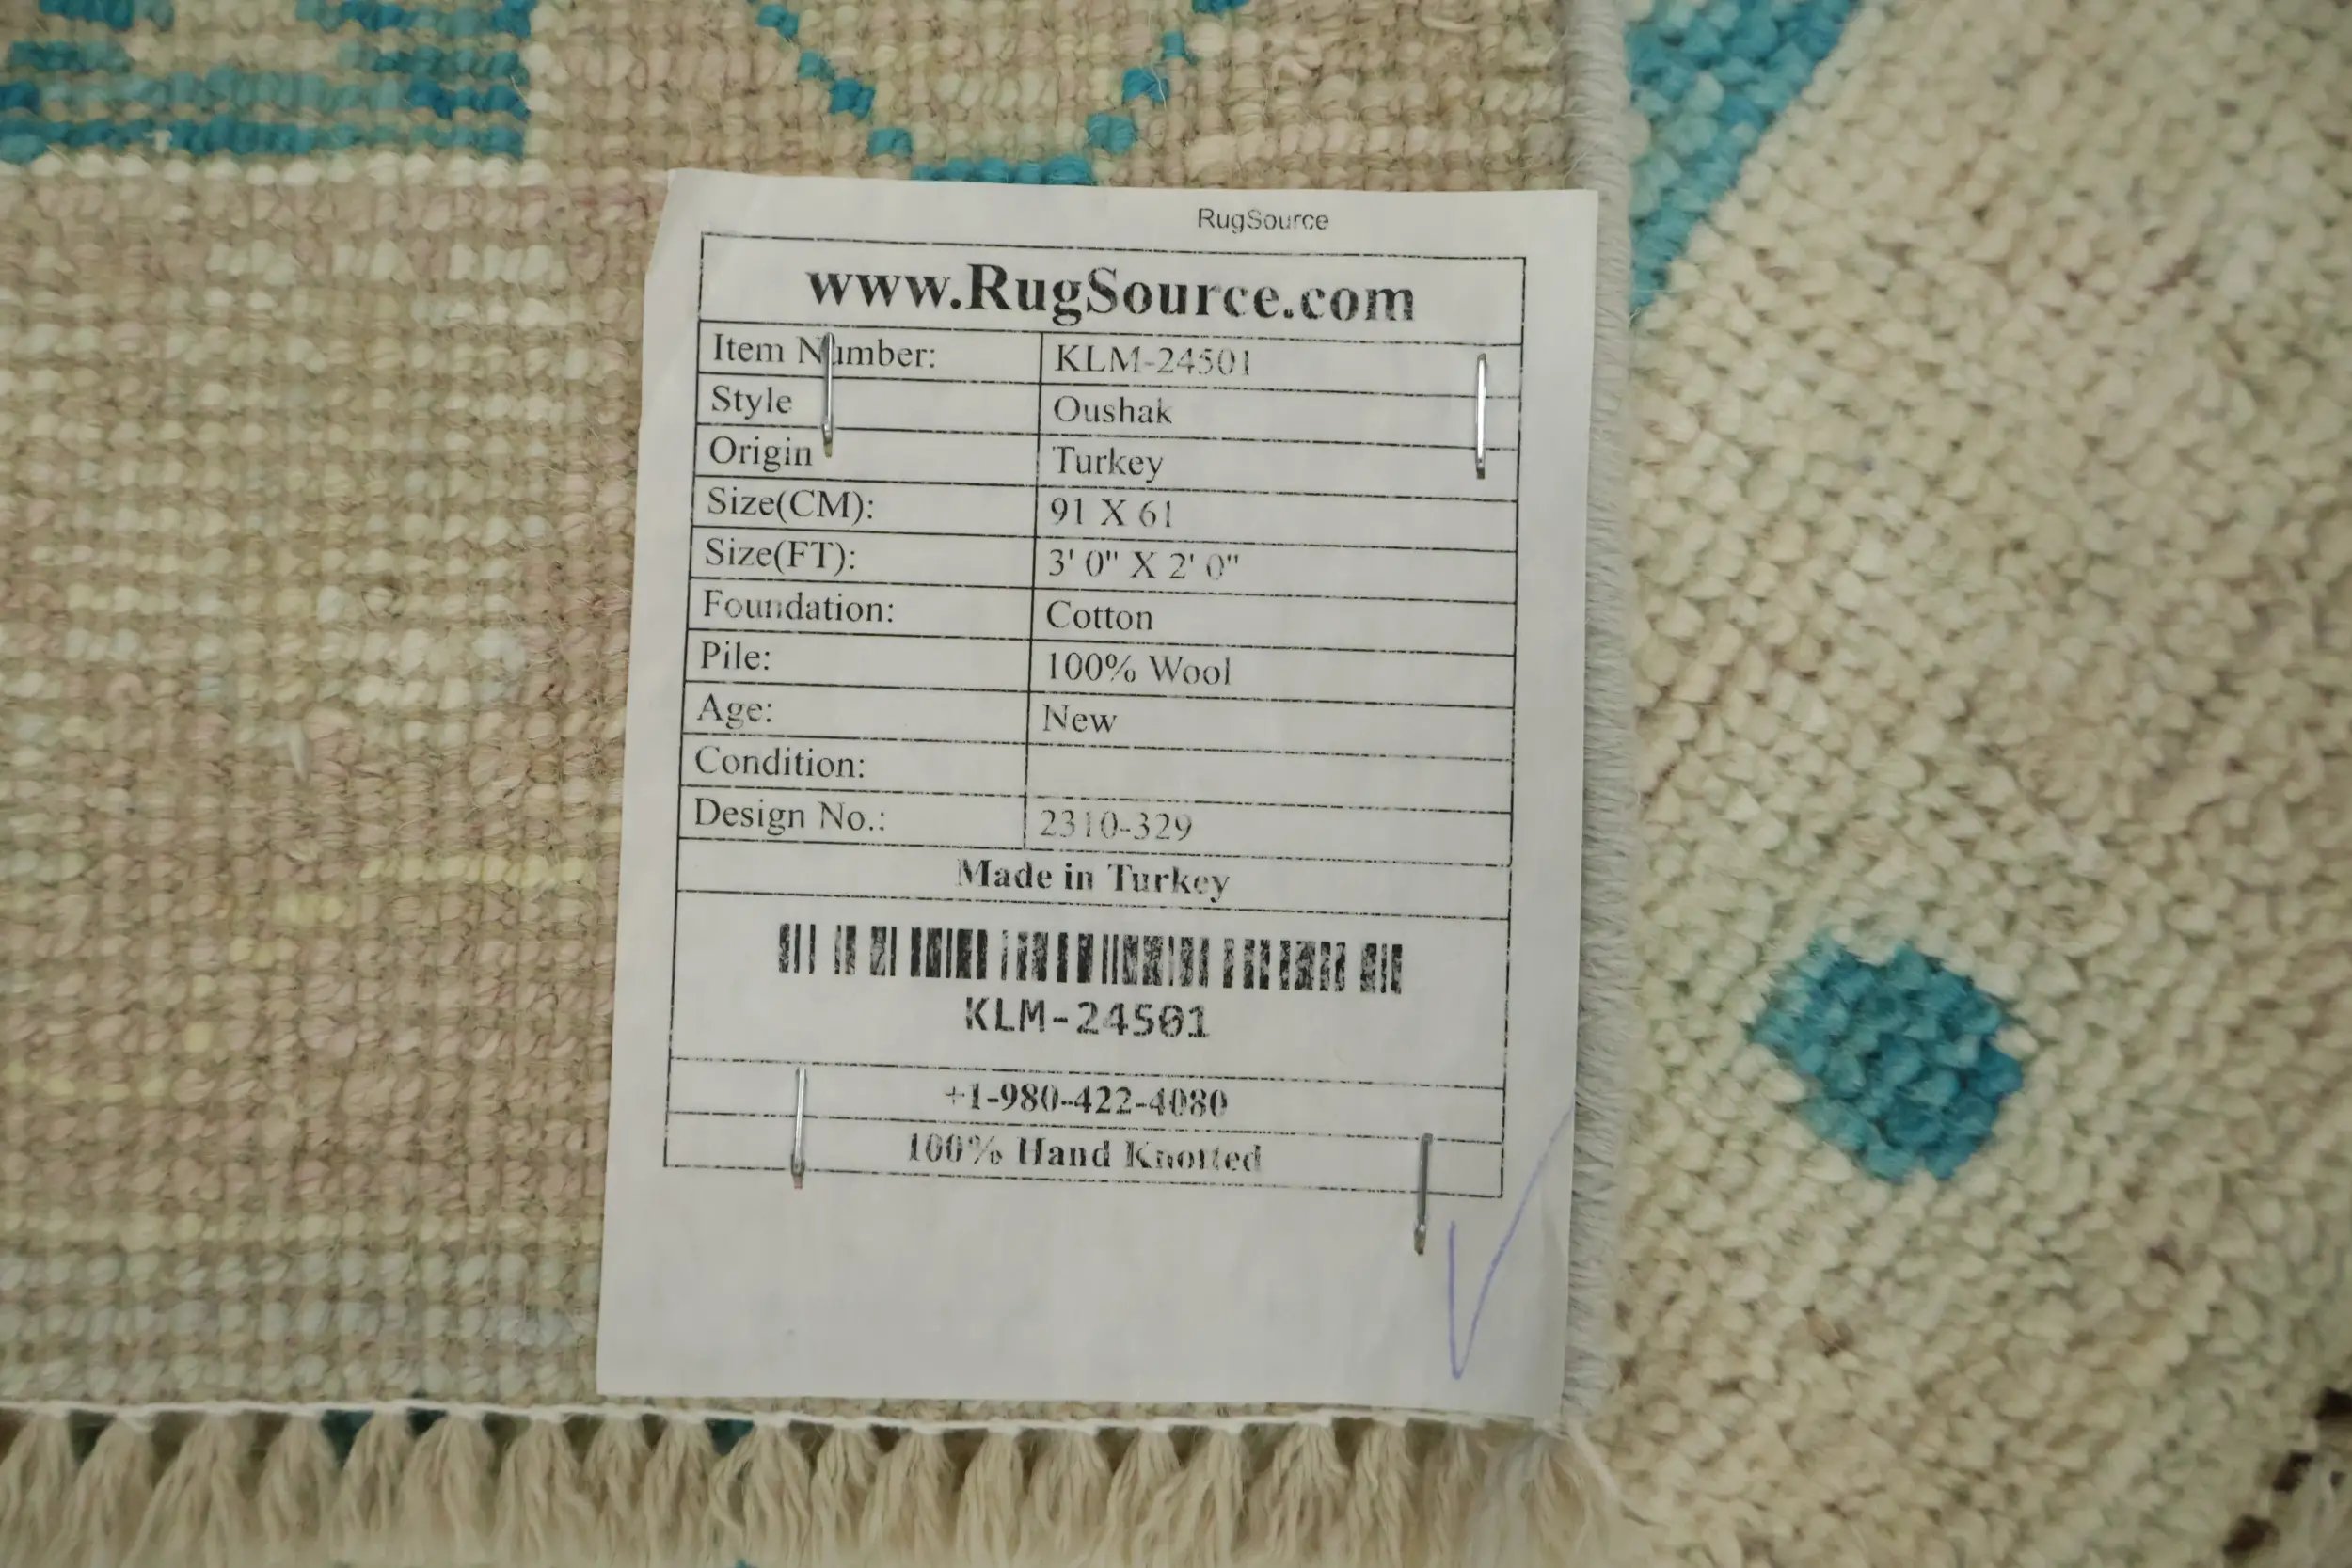 RugSource
www.RugSource.com
Item Number: KLM-24501
Style Oushak
Origin Turkey
Size(CM): 91 X 61
Size(FT): 3' 0" X 2' 0"
Foundation: Cotton
Pile: 100% Wool
Age: New
Condition:
Design No.: 2310-329
Made in Turkey
KLM-24501
+1-980-422-4080
100% Hand Knotted